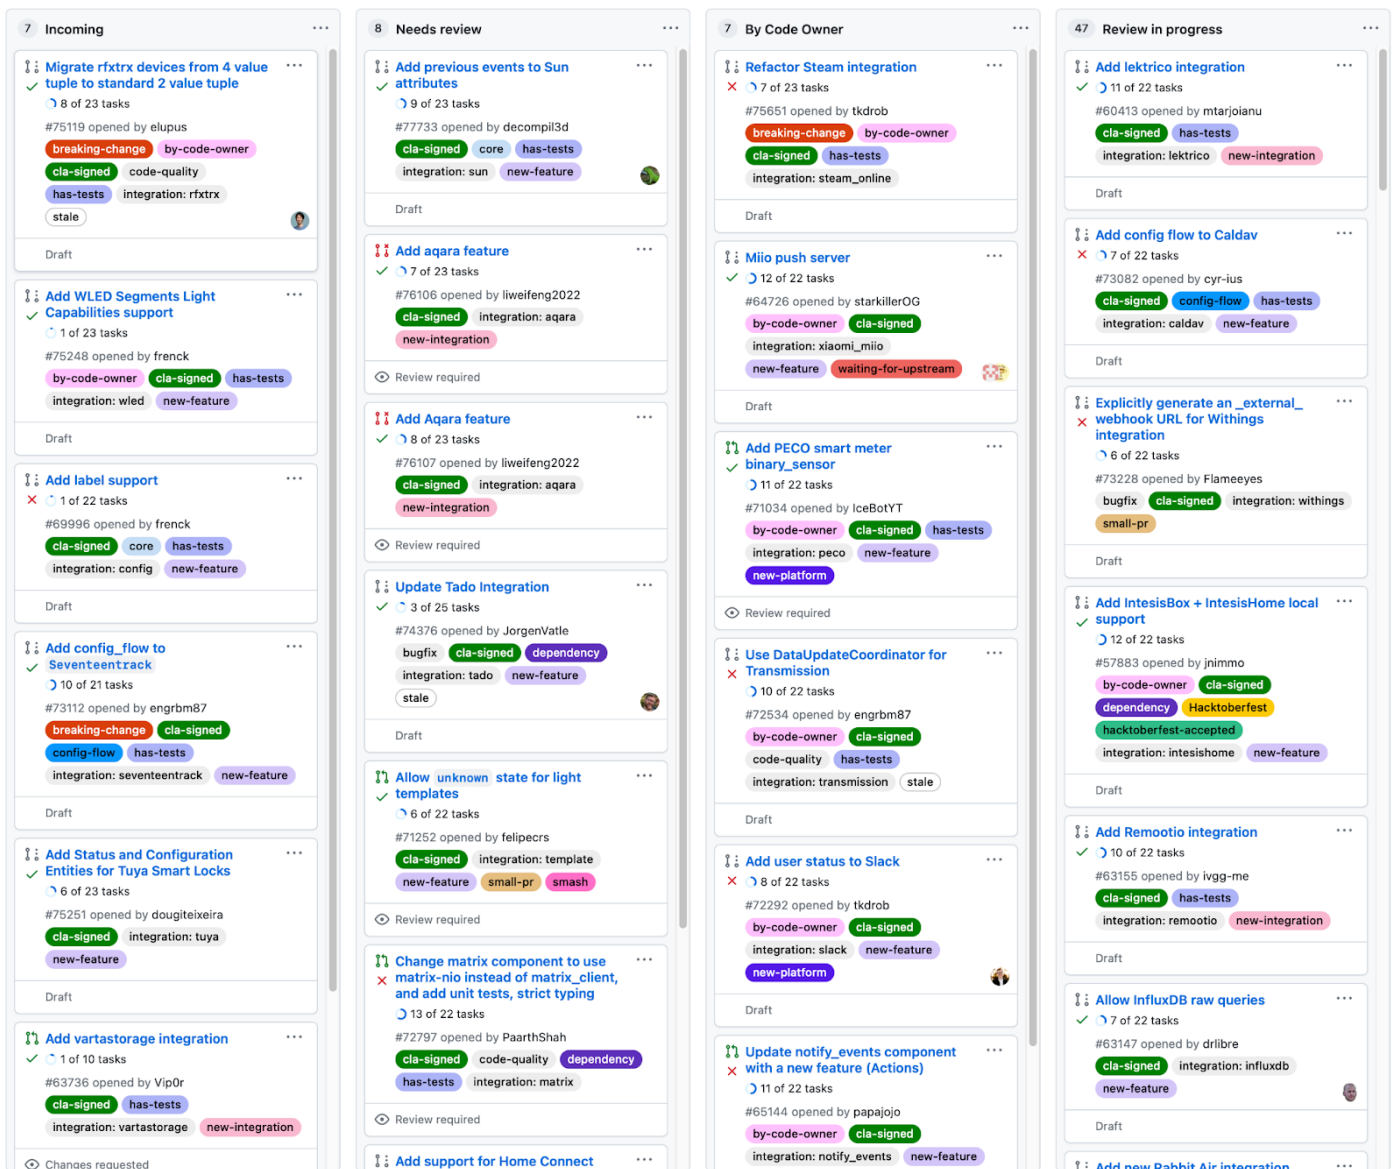 7 Incoming ...
Migrate rfxtrx devices from 4 value
tuple to standard 2 value tuple
8 of 23 tasks
#75119 opened by elupus
breaking-change by-code-owner
cla-signed code-quality
has-tests integration: rfxtrx
stale
Draft
Add WLED Segments Light
Capabilities support
1 of 23 tasks
#75248 opened by frenck
by-code-owner cla-signed has-tests
integration: wled new-feature
Draft
Add label support
1 of 22 tasks
#69996 opened by frenck
cla-signed core has-tests
integration: config new-feature
Draft
Add config_flow to
Seventeentrack
10 of 21 tasks
#73112 opened by engrbm87
breaking-change cla-signed
config-flow has-tests
integration: seventeentrack new-feature
Draft
Add Status and Configuration
Entities for Tuya Smart Locks
6 of 23 tasks
#75251 opened by dougiteixeira
cla-signed integration: tuya
new-feature
Draft
Add vartastorage integration
1 of 10 tasks
#63736 opened by Vip0r
cla-signed has-tests
integration: vartastorage new-integration
Changes requested
8 Needs review ...
Add previous events to Sun
attributes
9 of 23 tasks
#77733 opened by decompil3d
cla-signed core has-tests
integration: sun new-feature
Draft
Add aqara feature
7 of 23 tasks
#76106 opened by liweifeng2022
cla-signed integration: aqara
new-integration
Review required
Add Aqara feature
8 of 23 tasks
#76107 opened by liweifeng2022
cla-signed integration: aqara
new-integration
Review required
Update Tado Integration
3 of 25 tasks
#74376 opened by JorgenVatle
bugfix cla-signed dependency
integration: tado new-feature
stale
Draft
Allow unknown state for light
templates
6 of 22 tasks
#71252 opened by felipecrs
cla-signed integration: template
new-feature small-pr smash
Review required
Change matrix component to use
matrix-nio instead of matrix_client,
and add unit tests, strict typing
13 of 22 tasks
#72797 opened by PaarthShah
cla-signed code-quality dependency
has-tests integration: matrix
Review required
Add support for Home Connect
7 By Code Owner ...
Refactor Steam integration
7 of 23 tasks
#75651 opened by tkdrob
breaking-change by-code-owner
cla-signed has-tests
integration: steam_online
Draft
Miio push server
12 of 22 tasks
#64726 opened by starkillerOG
by-code-owner cla-signed
integration: xiaomi_miio
new-feature waiting-for-upstream
Draft
Add PECO smart meter
binary_sensor
11 of 22 tasks
#71034 opened by IceBotYT
by-code-owner cla-signed has-tests
integration: peco new-feature
new-platform
Review required
Use DataUpdateCoordinator for
Transmission
10 of 22 tasks
#72534 opened by engrbm87
by-code-owner cla-signed
code-quality has-tests
integration: transmission stale
Draft
Add user status to Slack
8 of 22 tasks
#72292 opened by tkdrob
by-code-owner cla-signed
integration: slack new-feature
new-platform
Draft
Update notify_events component
with a new feature (Actions)
11 of 22 tasks
#65144 opened by papajojo
by-code-owner cla-signed
integration: notify_events new-feature
47 Review in progress ...
Add lektrico integration
11 of 22 tasks
#60413 opened by mtarjoianu
cla-signed has-tests
integration: lektrico new-integration
Draft
Add config flow to Caldav
7 of 22 tasks
#73082 opened by cyr-ius
cla-signed config-flow has-tests
integration: caldav new-feature
Draft
Explicitly generate an _external_
webhook URL for Withings
integration
6 of 22 tasks
#73228 opened by Flameeyes
bugfix cla-signed integration: withings
small-pr
Draft
Add IntesisBox + IntesisHome local
support
12 of 22 tasks
#57883 opened by jnimmo
by-code-owner cla-signed
dependency Hacktoberfest
hacktoberfest-accepted
integration: intesishome new-feature
Draft
Add Remootio integration
10 of 22 tasks
#63155 opened by ivgg-me
cla-signed has-tests
integration: remootio new-integration
Draft
Allow InfluxDB raw queries
7 of 22 tasks
#63147 opened by drlibre
cla-signed integration: influxdb
new-feature
Draft
Add new Rabbit Air integration